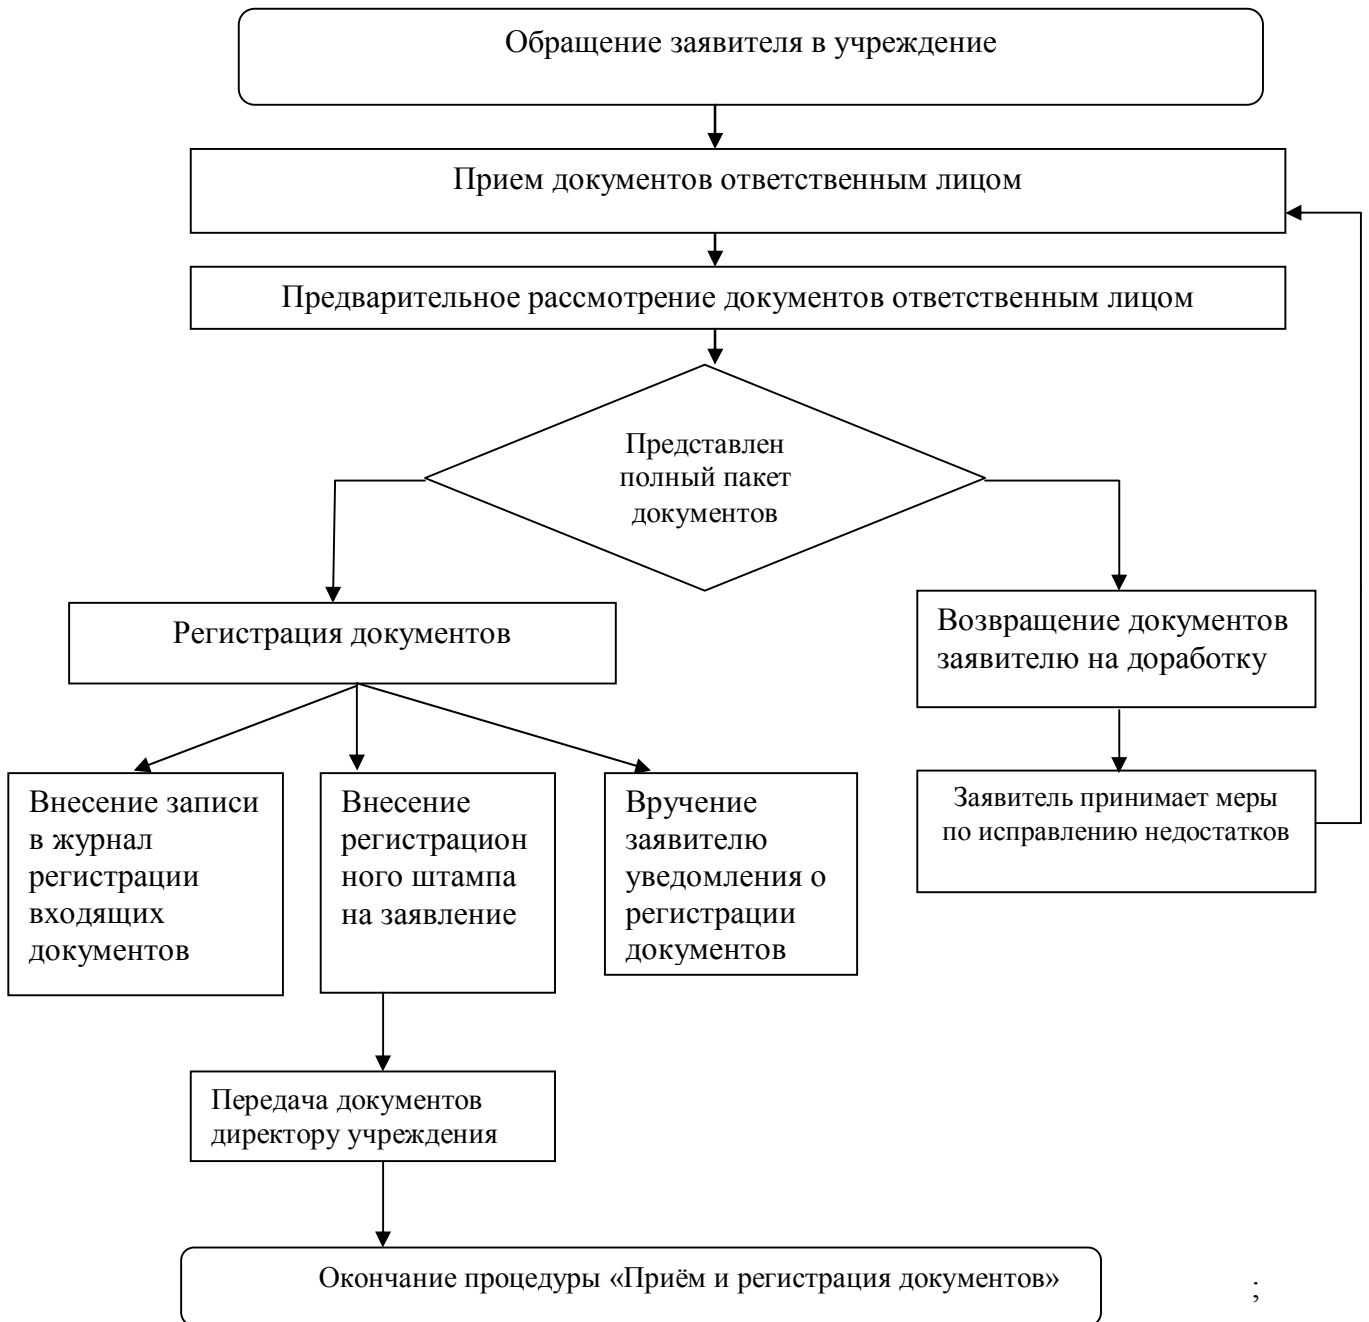 Обращение заявителя в учреждение
Прием документов ответственным лицом
Предварительное рассмотрение документов ответственным лицом
Представлен
полный пакет
документов
Регистрация документов
Возвращение документов
заявителю на доработку
Внесение записи
в журнал
регистрации
входящих
документов
Внесение
регистрацион
ного штампа
на заявление
Вручение
заявителю
уведомления о
регистрации
документов
Заявитель принимает меры
по исправлению недостатков
Передача документов
директору учреждения
Окончание процедуры «Приём и регистрация документов»
;